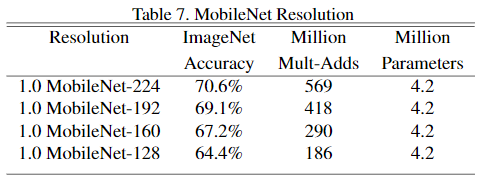 Table 7. MobileNet Resolution
Resolution ImageNet Million Million
Accuracy Mult-Adds Parameters
1.0 MobileNet-224 70.6% 569 4.2
1.0 MobileNet-192 69.1% 418 4.2
1.0 MobileNet-160 67.2% 290 4.2
1.0 MobileNet-128 64.4% 186 4.2